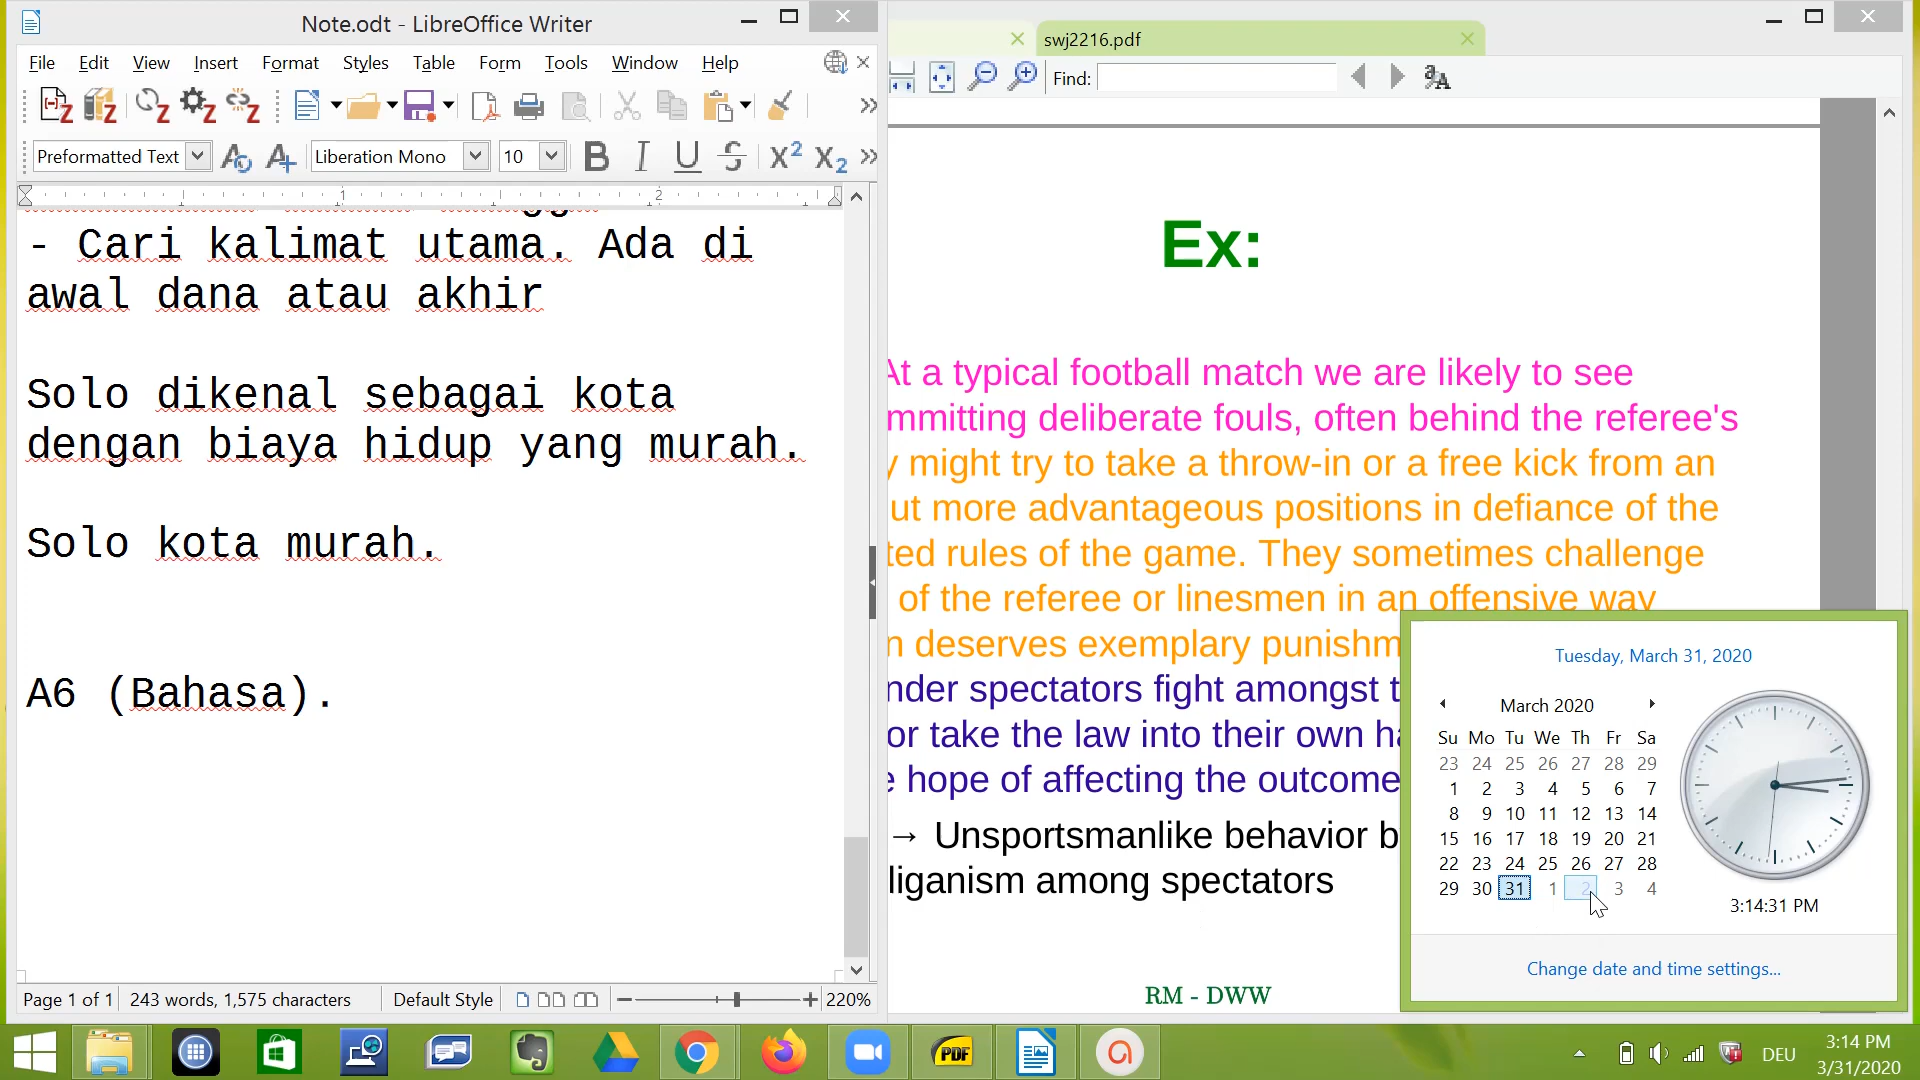 Note.odt - LibreOffice Writer
File Edit View Insert Format Styles Table Form Tools Window Help
Preformatted Text Liberation Mono 10
1 2
- Cari kalimat utama. Ada di
awal dana atau akhir
Solo dikenal sebagai kota
dengan biaya hidup yang murah.
Solo kota murah.
A6 (Bahasa).
Page 1 of 1 243 words, 1,575 characters Default Style 220%
swj2216.pdf
Find:
Ex:
At a typical football match we are likely to see
mmitting deliberate fouls, often behind the referee's
y might try to take a throw-in or a free kick from an
ut more advantageous positions in defiance of the
ted rules of the game. They sometimes challenge
of the referee or linesmen in an offensive way
n deserves exemplary punishm
nder spectators fight amongst t
or take the law into their own ha
e hope of affecting the outcome
→ Unsportsmanlike behavior b
liganism among spectators
RM - DWW
Tuesday, March 31, 2020
March 2020
Su Mo Tu We Th Fr Sa
23 24 25 26 27 28 29
1 2 3 4 5 6 7
8 9 10 11 12 13 14
15 16 17 18 19 20 21
22 23 24 25 26 27 28
29 30 31 1 2 3 4
3:14:31 PM
Change date and time settings...
PDF
DEU
3:14 PM
3/31/2020